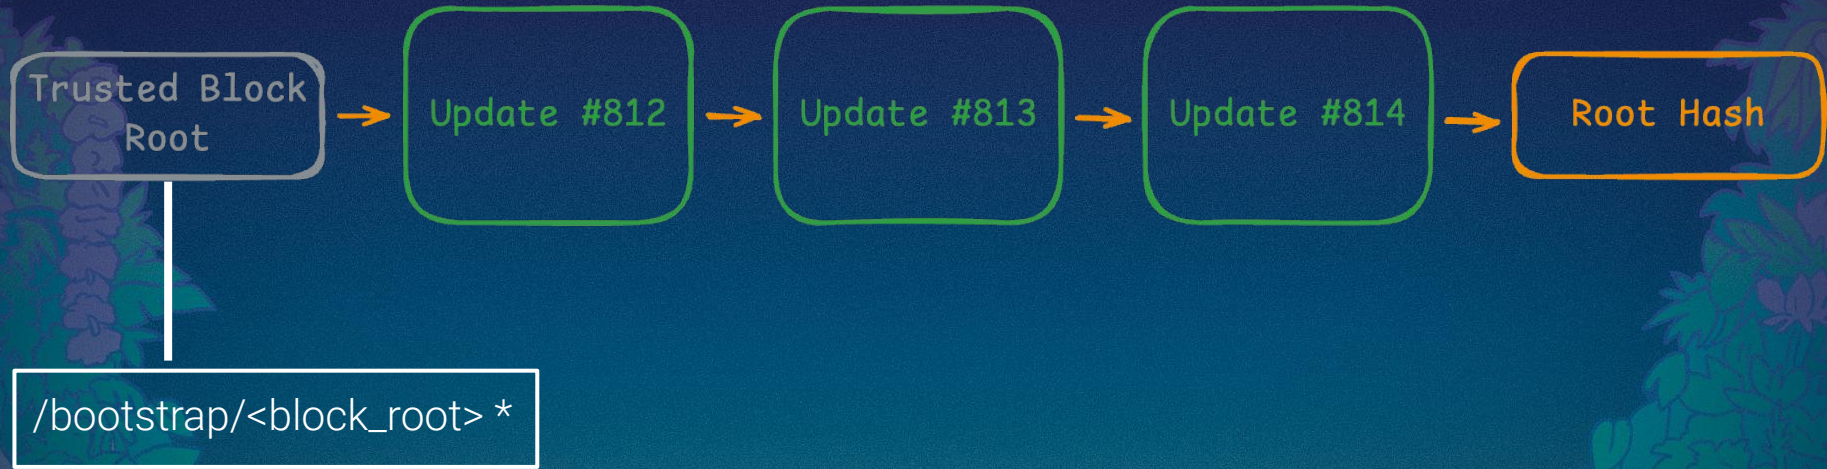 Trusted Block
Root
Update #812
Update #813
Update #814
Root Hash
/bootstrap/<block_root> *